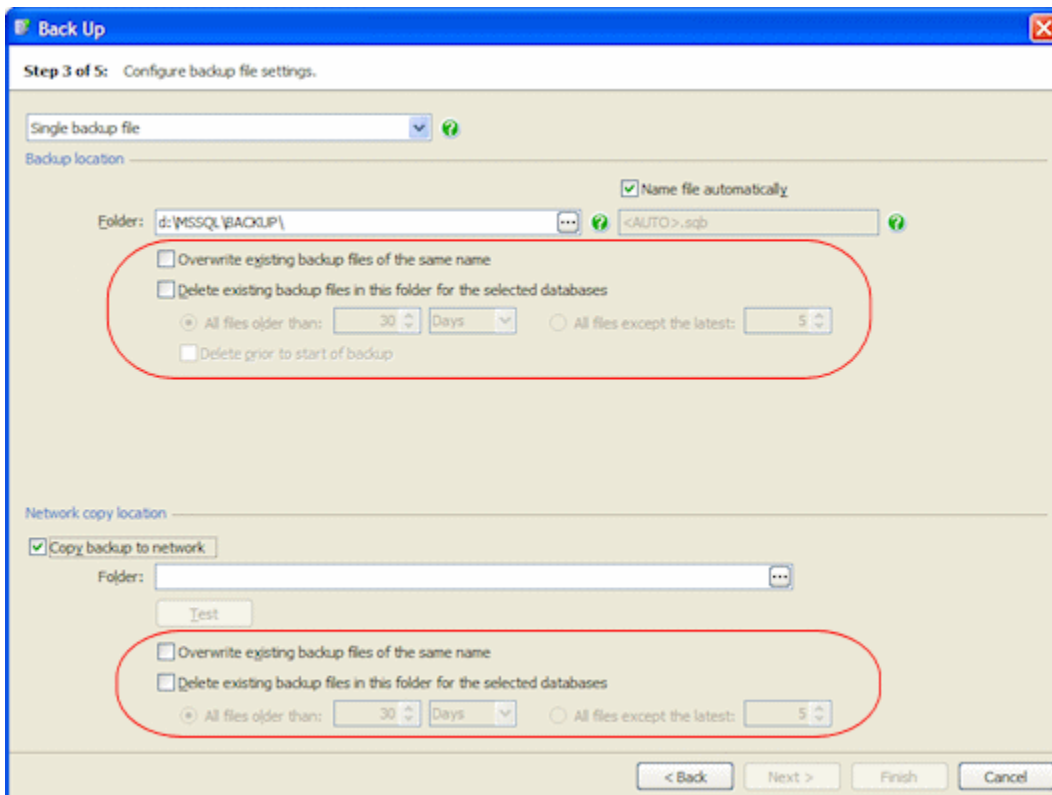 Back Up
Step 3 of 5: Configure backup file settings.
Single backup file
Backup location
Name file automatically
Folder: d:\MSSQL\BACKUP\ ... <AUTO>.sqb
Overwrite existing backup files of the same name
Delete existing backup files in this folder for the selected databases
All files older than: 30 Days All files except the latest: 5
Delete prior to start of backup
Network copy location
Copy backup to network
Folder: ...
Test
Overwrite existing backup files of the same name
Delete existing backup files in this folder for the selected databases
All files older than: 30 Days All files except the latest: 5
< Back Next > Finish Cancel